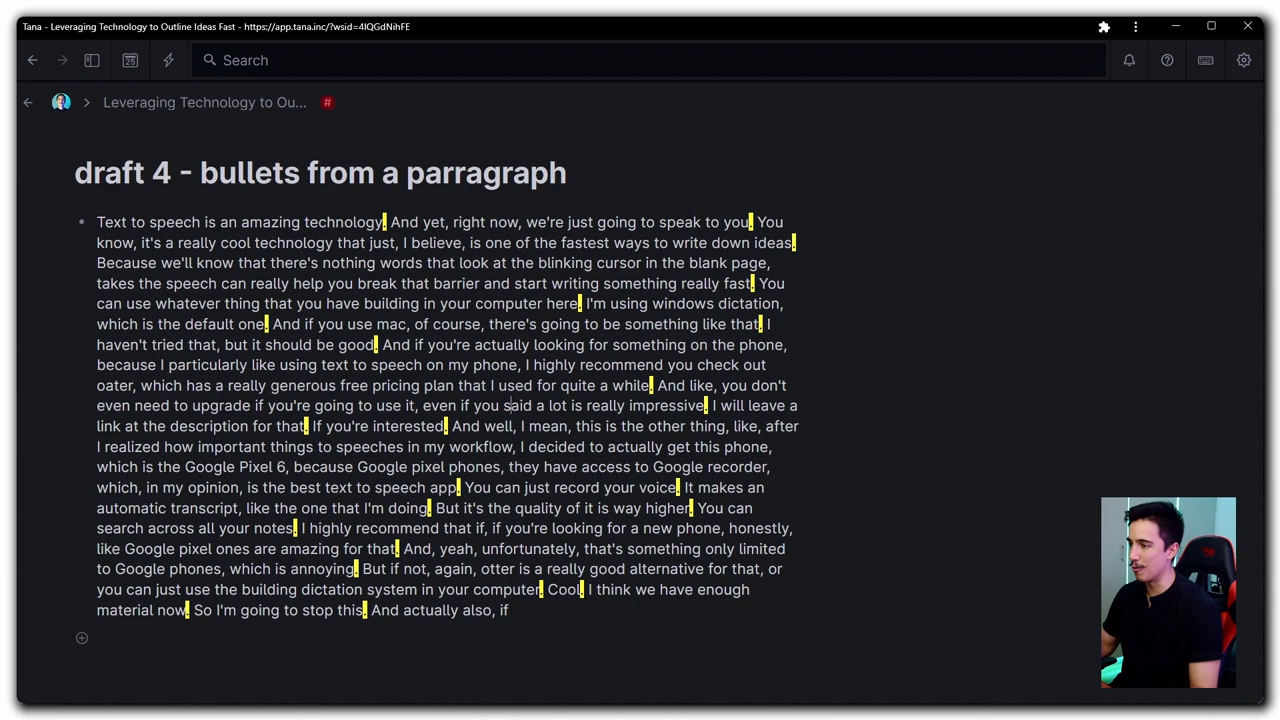 Tana - Leveraging Technology to Outline Ideas Fast - https://app.tana.inc/?wsid=4IQGdNihFE
25
Search
Leveraging Technology to Ou... #
draft 4 - bullets from a parragraph
Text to speech is an amazing technology. And yet, right now, we're just going to speak to you. You
know, it's a really cool technology that just, I believe, is one of the fastest ways to write down ideas.
Because we'll know that there's nothing words that look at the blinking cursor in the blank page,
takes the speech can really help you break that barrier and start writing something really fast. You
can use whatever thing that you have building in your computer here. I'm using windows dictation,
which is the default one. And if you use mac, of course, there's going to be something like that. I
haven't tried that, but it should be good. And if you're actually looking for something on the phone,
because I particularly like using text to speech on my phone, I highly recommend you check out
oater, which has a really generous free pricing plan that I used for quite a while. And like, you don't
even need to upgrade if you're going to use it, even if you said a lot is really impressive. I will leave a
link at the description for that. If you're interested. And well, I mean, this is the other thing, like, after
I realized how important things to speeches in my workflow, I decided to actually get this phone,
which is the Google Pixel 6, because Google pixel phones, they have access to Google recorder,
which, in my opinion, is the best text to speech app. You can just record your voice. It makes an
automatic transcript, like the one that I'm doing. But it's the quality of it is way higher. You can
search across all your notes. I highly recommend that if, if you're looking for a new phone, honestly,
like Google pixel ones are amazing for that. And, yeah, unfortunately, that's something only limited
to Google phones, which is annoying. But if not, again, otter is a really good alternative for that, or
you can just use the building dictation system in your computer. Cool. I think we have enough
material now. So I'm going to stop this. And actually also, if